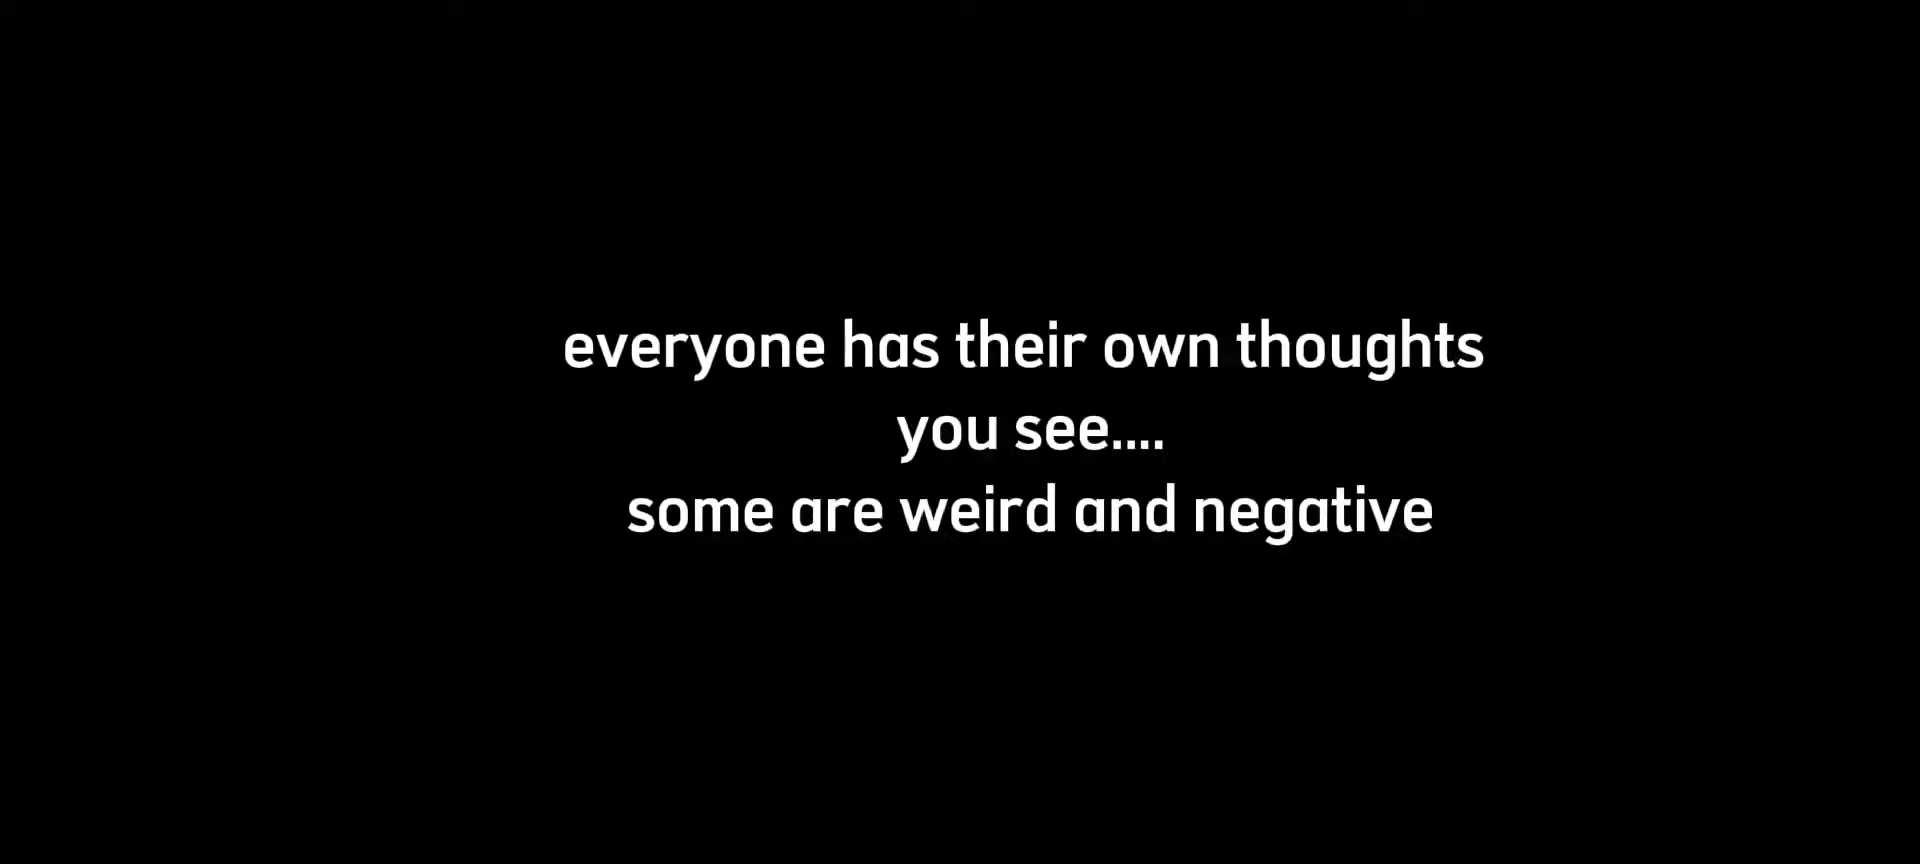 everyone has their own thoughts
you see....
some are weird and negative